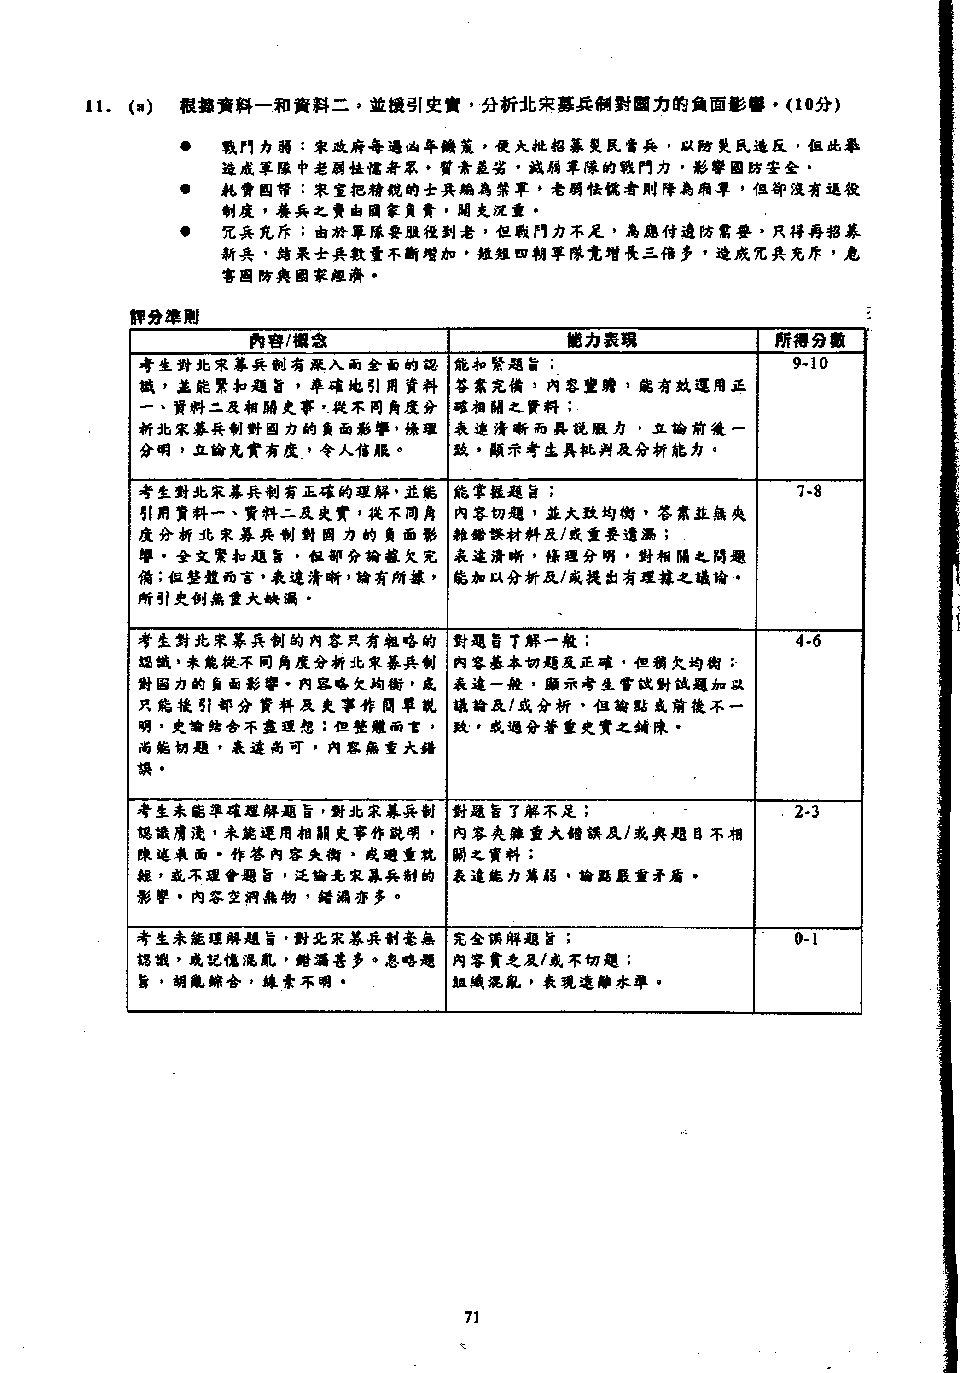 11. (a) 根據資料一和資料二，並援引史實，分析北宋募兵制對國力的負面影響。(10分)
● 戰鬥力弱：宋政府每遇凶年饑荒，便大批招募災民當兵，以防災民造反，但此舉
造成軍隊中老弱怯懦者眾，質素益劣，減弱軍隊的戰鬥力，影響國防安全。
● 耗費國帑：宋室把精銳的士兵編為禁軍，老弱怯懦者則降為廂軍，但卻沒有退役
制度，養兵之費由國家負責，開支沉重。
● 冗兵充斥：由於軍隊要服役到老，但戰鬥力不足，為應付邊防需要，只得再招募
新兵，結果士兵數量不斷增加，短短四朝軍隊竟增長三倍多，造成冗兵充斥，危
害國防與國家經濟。
評分準則
內容/概念 能力表現 所得分數
考生對北宋募兵制有深入而全面的認 能扣緊題旨； 9-10
識，並能緊扣題旨，準確地引用資料 答案完備，內容豐贍，能有效運用正
一、資料二及相關史事，從不同角度分 確相關之資料；
析北宋募兵制對國力的負面影響，條理 表達清晰而具說服力，立論前後一
分明，立論充實有度，令人信服。 致，顯示考生具批判及分析能力。
考生對北宋募兵制有正確的理解，並能 能掌握題旨； 7-8
引用資料一、資料二及史實，從不同角 內容切題，並大致均衡，答案並無夾
度分析北宋募兵制對國力的負面影 雜錯誤材料及/或重要遺漏；
響。全文緊扣題旨，但部分論據欠完 表達清晰，條理分明，對相關之問題
備；但整體而言，表達清晰，論有所據， 能加以分析及/或提出有理據之議論。
所引史例無重大缺漏。
考生對北宋募兵制的內容只有粗略的 對題旨了解一般； 4-6
認識，未能從不同角度分析北宋募兵制 內容基本切題及正確，但稍欠均衡；
對國力的負面影響。內容略欠均衡，或 表達一般，顯示考生嘗試對試題加以
只能援引部分資料及史事作簡單說 議論及/或分析，但論點或前後不一
明，史論結合不盡理想；但整體而言， 致，或過分著重史實之鋪陳。
尚能切題，表達尚可，內容無重大錯
誤。
考生未能準確理解題旨，對北宋募兵制 對題旨了解不足； 2-3
認識膚淺，未能運用相關史事作說明， 內容夾雜重大錯誤及/或與題目不相
陳述表面。作答內容失衡，或避重就 關之資料；
輕，或不理會題旨，泛論北宋募兵制的 表達能力薄弱，論點嚴重矛盾。
影響。內容空洞無物，錯漏亦多。
考生未能理解題旨，對北宋募兵制毫無 完全誤解題旨； 0-1
認識，或記憶混亂，錯漏甚多。忽略題 內容貧乏及/或不切題；
旨，胡亂綜合，線索不明。 組織混亂，表現遠離水準。
71